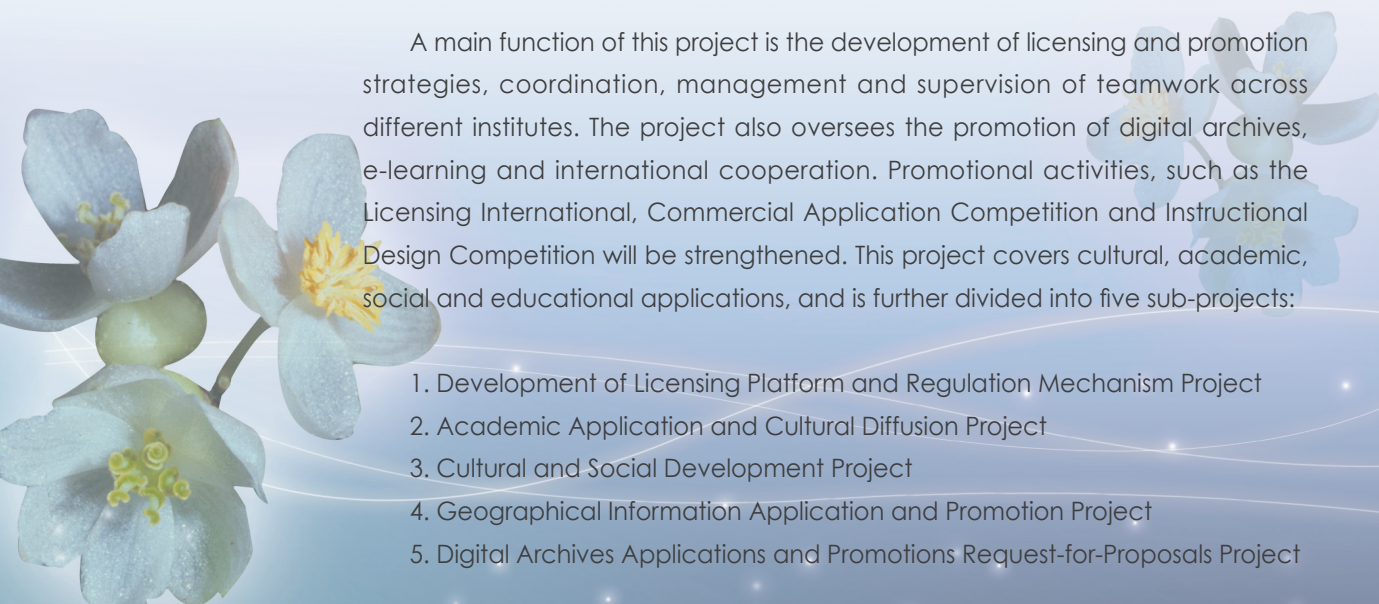 A main function of this project is the development of licensing and promotion
strategies, coordination, management and supervision of teamwork across
different institutes. The project also oversees the promotion of digital archives,
e-learning and international cooperation. Promotional activities, such as the
Licensing International, Commercial Application Competition and Instructional
Design Competition will be strengthened. This project covers cultural, academic,
social and educational applications, and is further divided into five sub-projects:
1. Development of Licensing Platform and Regulation Mechanism Project
2. Academic Application and Cultural Diffusion Project
3. Cultural and Social Development Project
4. Geographical Information Application and Promotion Project
5. Digital Archives Applications and Promotions Request-for-Proposals Project